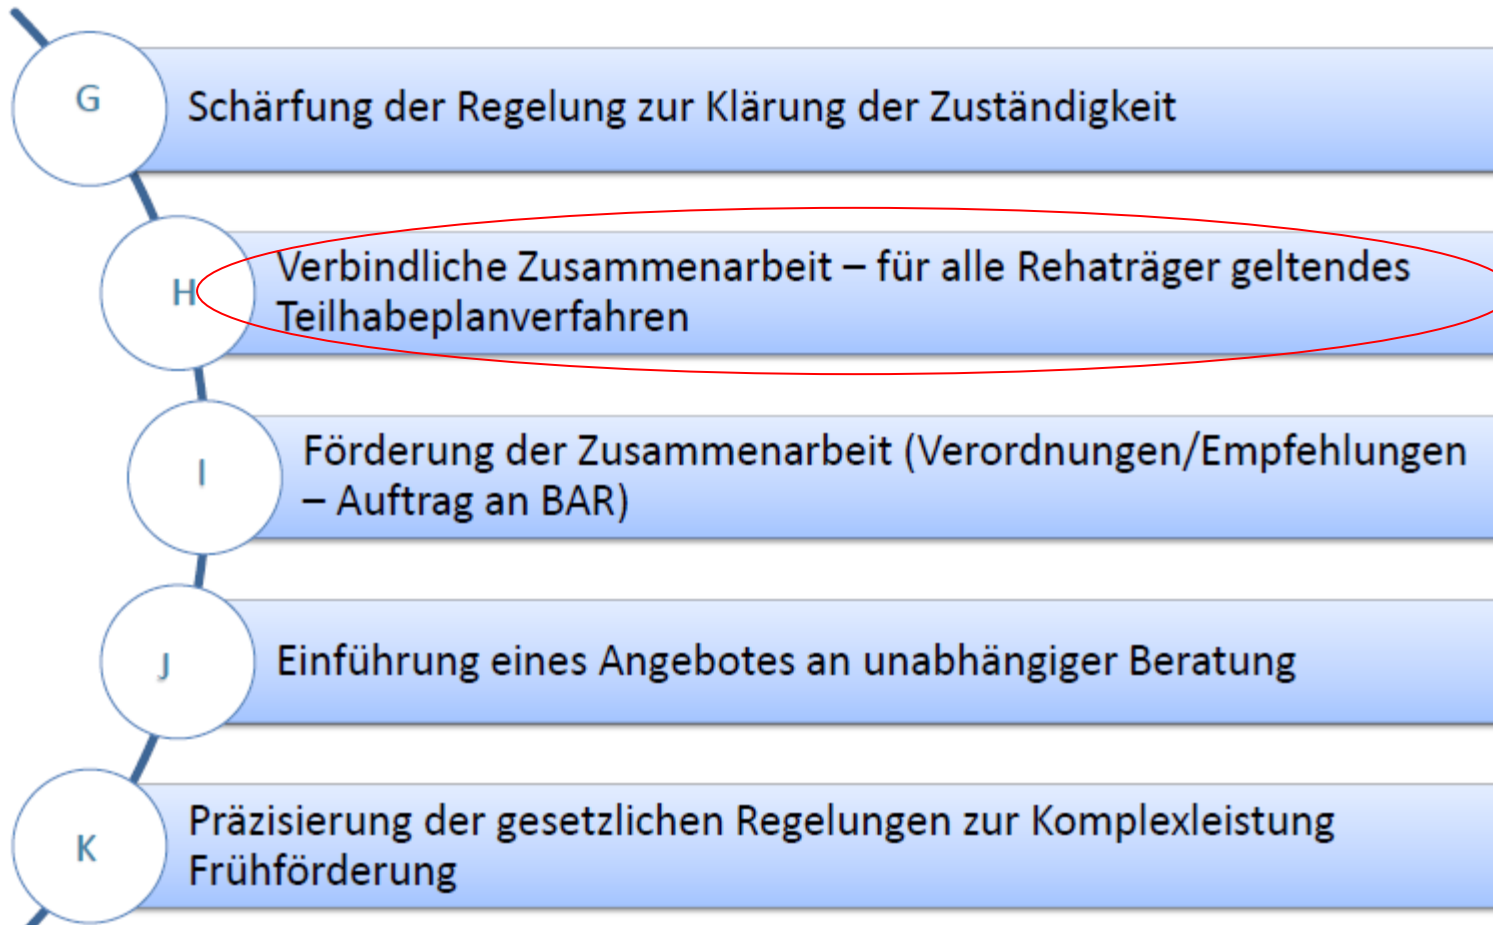 G
Schärfung der Regelung zur Klärung der Zuständigkeit
H
Verbindliche Zusammenarbeit – für alle Rehaträger geltendes
Teilhabeplanverfahren
I
Förderung der Zusammenarbeit (Verordnungen/Empfehlungen
– Auftrag an BAR)
J
Einführung eines Angebotes an unabhängiger Beratung
K
Präzisierung der gesetzlichen Regelungen zur Komplexleistung
Frühförderung